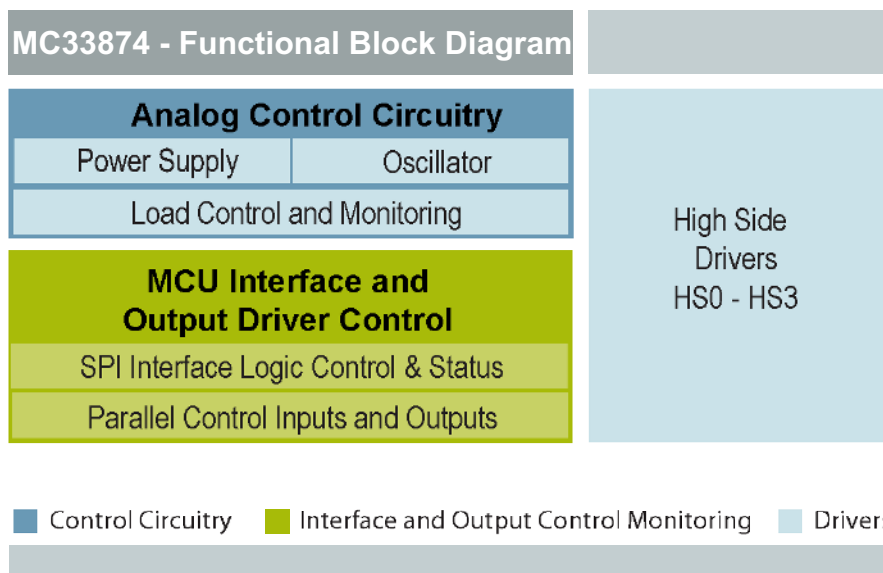 MC33874 - Functional Block Diagram
Analog Control Circuitry
Power Supply
Oscillator
Load Control and Monitoring
High Side
Drivers
HS0 - HS3
MCU Interface and
Output Driver Control
SPI Interface Logic Control & Status
Parallel Control Inputs and Outputs
Control Circuitry
Interface and Output Control Monitoring
Drivers